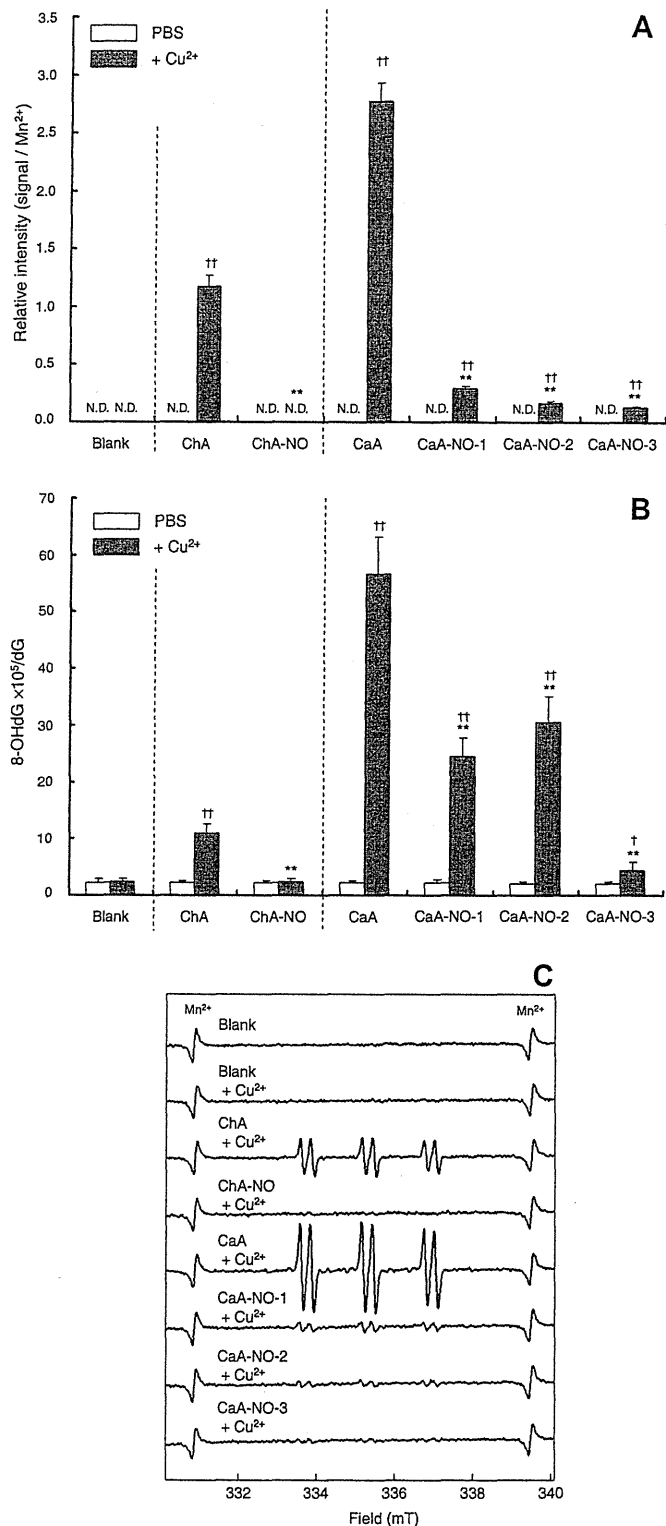 A
PBS
+ Cu²⁺
Relative intensity (signal / Mn²⁺)
3.5
3.0
2.5
2.0
1.5
1.0
0.5
0.0
††
††
**
††
**
††
**
††
**
N.D. N.D. N.D. N.D. N.D. N.D. N.D. N.D. N.D.
Blank ChA ChA-NO CaA CaA-NO-1 CaA-NO-2 CaA-NO-3
B
PBS
+ Cu²⁺
8-OHdG ×10⁵/dG
70
60
50
40
30
20
10
0
††
††
**
††
**
††
**
†
**
Blank ChA ChA-NO CaA CaA-NO-1 CaA-NO-2 CaA-NO-3
C
Mn²⁺ Mn²⁺
Blank
Blank
+ Cu²⁺
ChA
+ Cu²⁺
ChA-NO
+ Cu²⁺
CaA
+ Cu²⁺
CaA-NO-1
+ Cu²⁺
CaA-NO-2
+ Cu²⁺
CaA-NO-3
+ Cu²⁺
332 334 336 338 340
Field (mT)